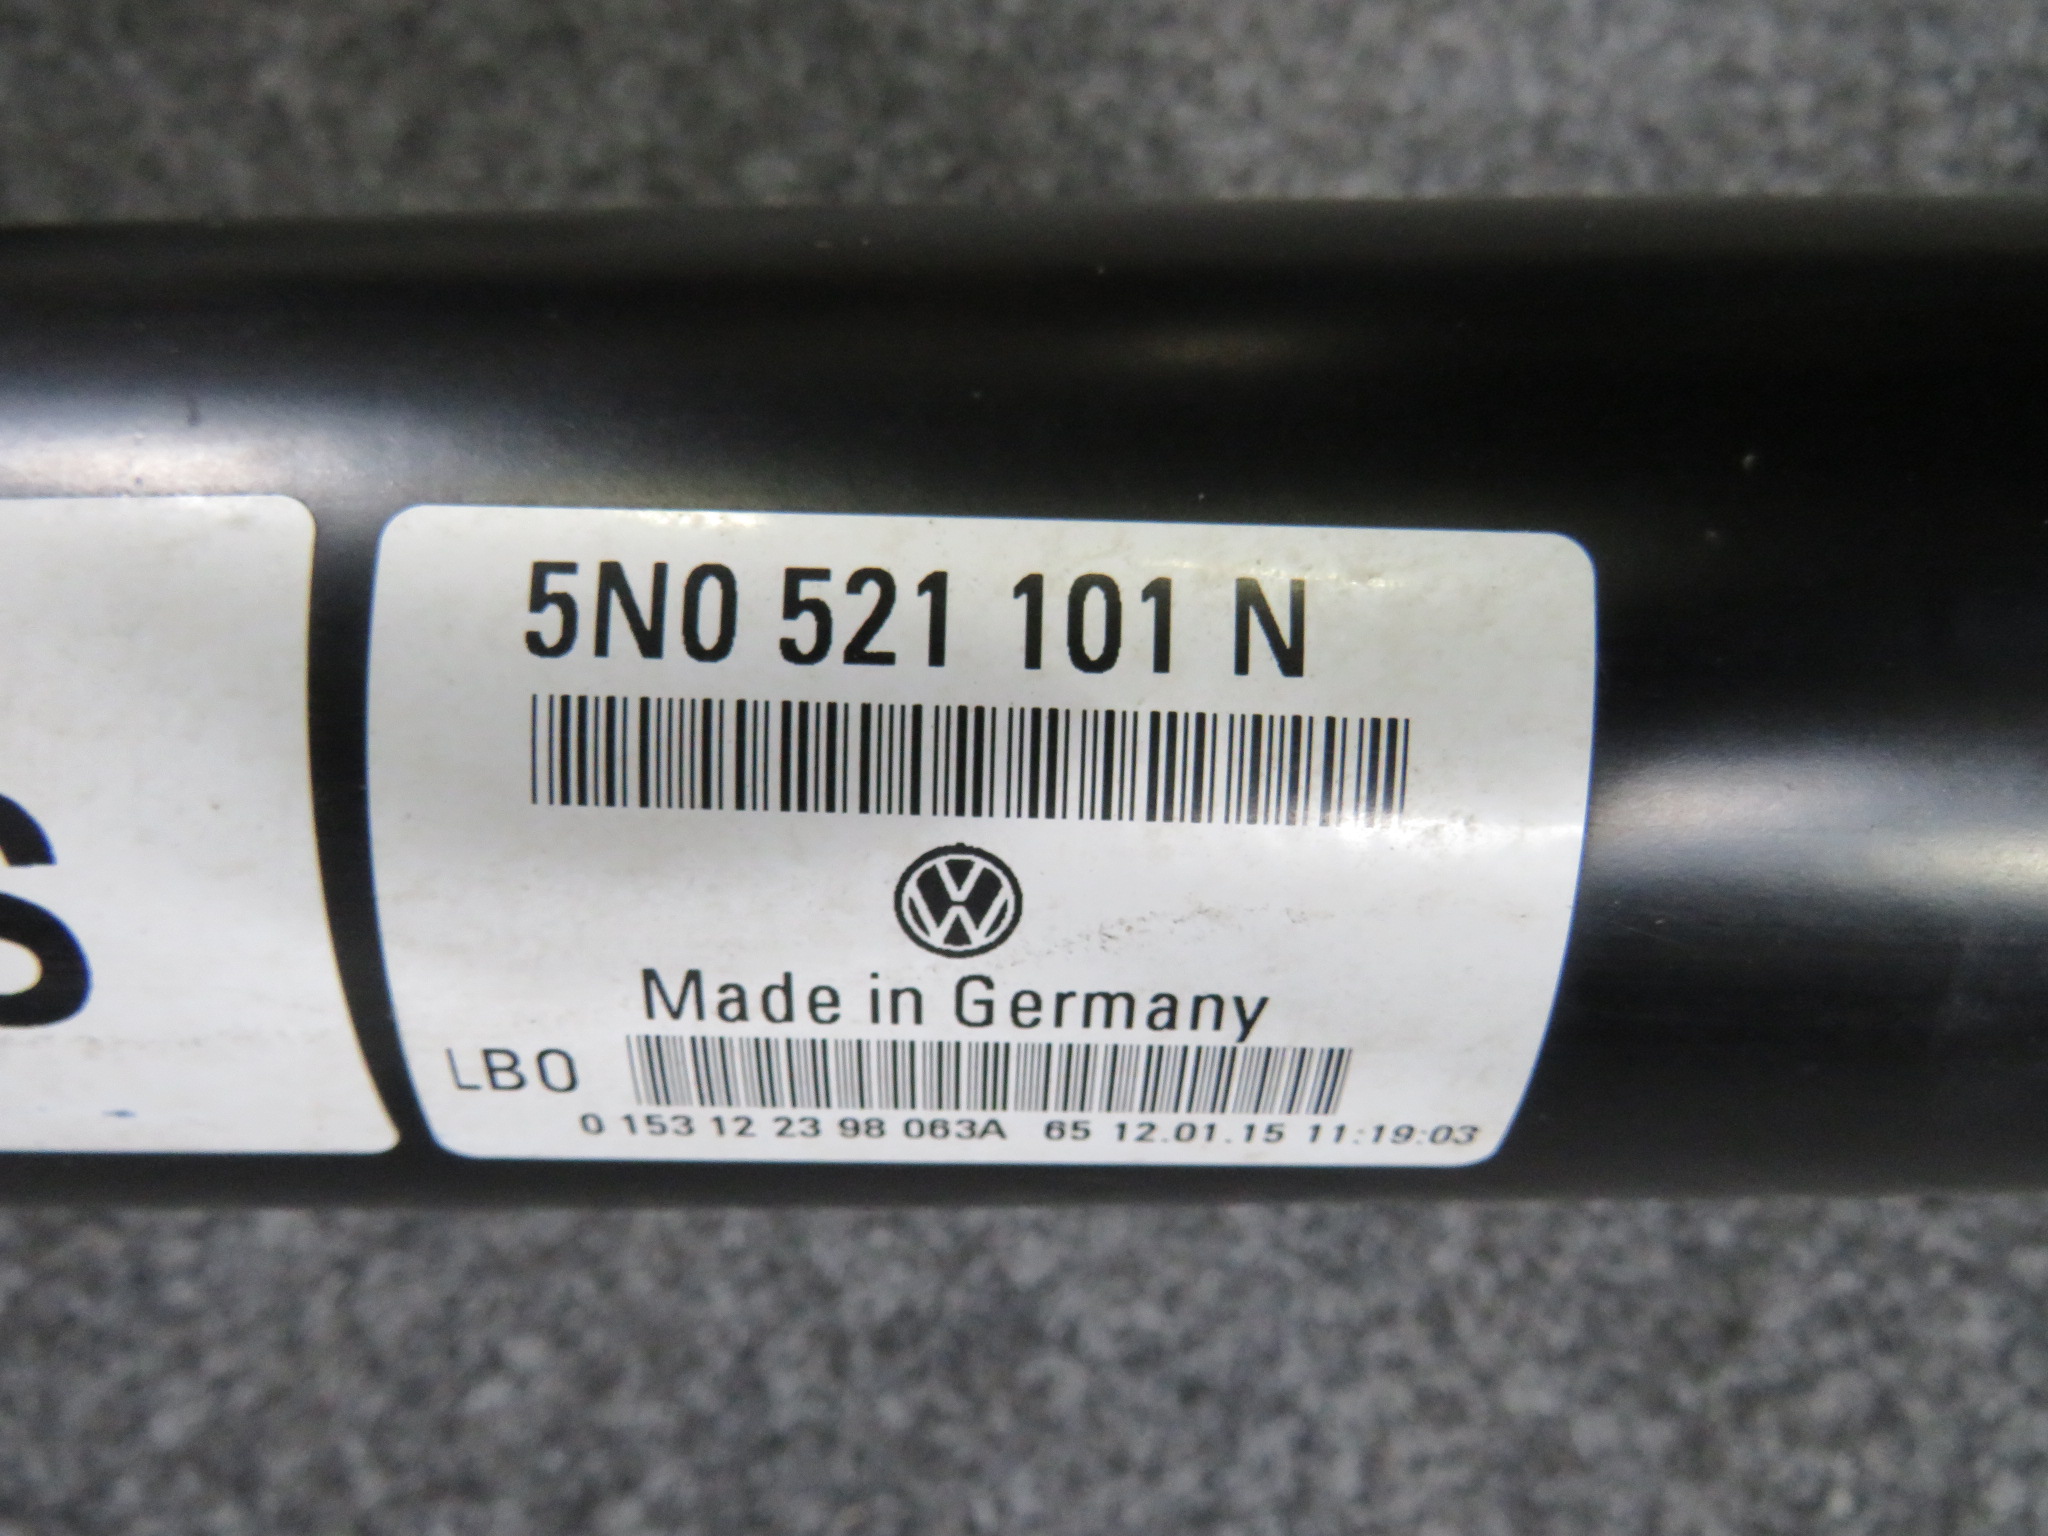 5N0 521 101 N
Made in Germany
LBO
0 153 12 23 98 063A 65 12.01.15 11:19:03